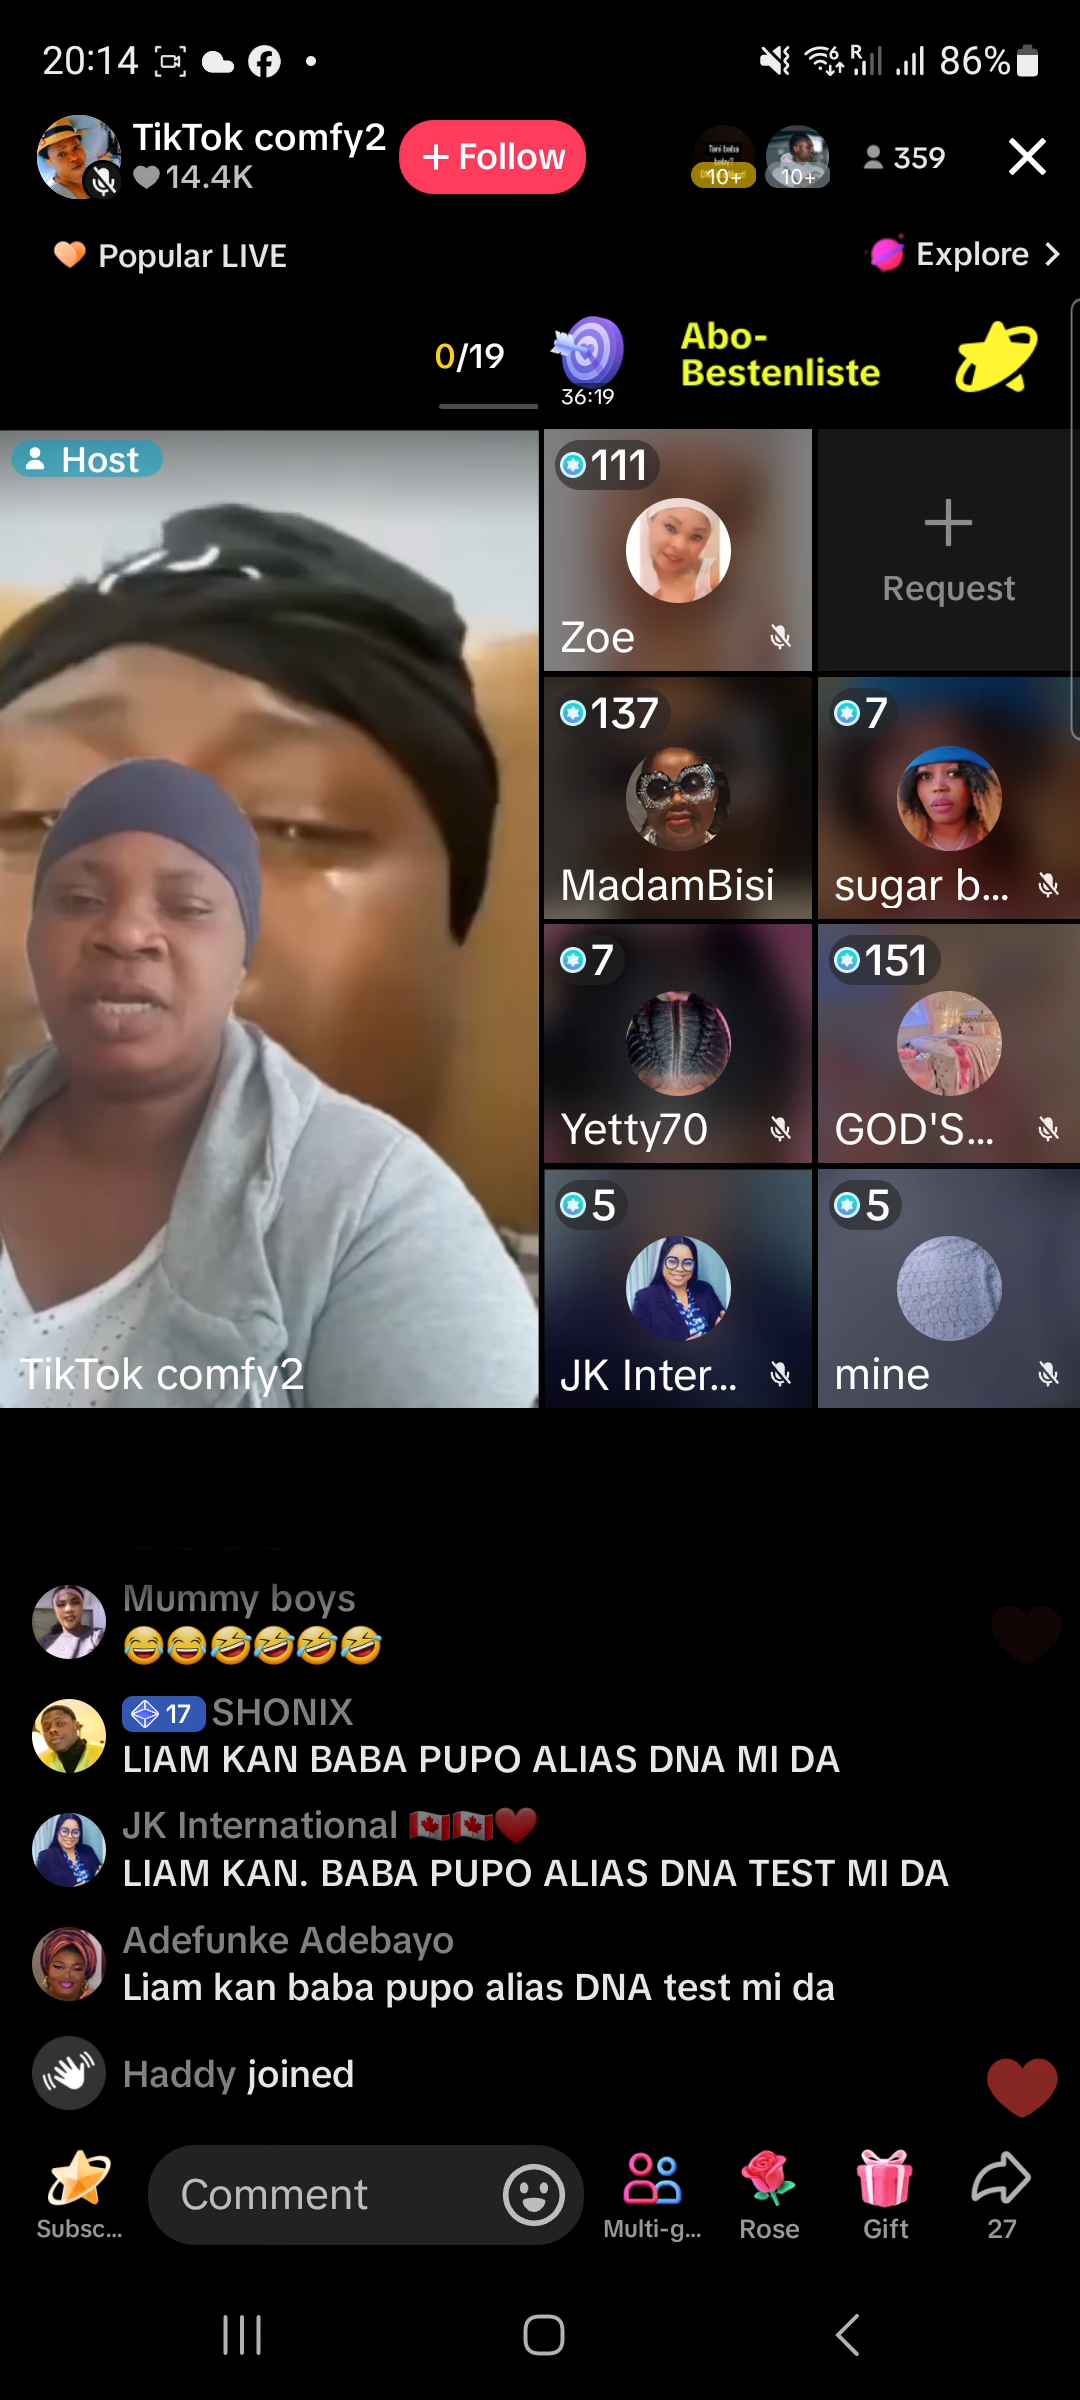 20:14
R
6
86%
TikTok comfy2
14.4K
+ Follow
Tani baba
baby?
10+
10+
359
Popular LIVE
Explore >
0/19
36:19
Abo-
Bestenliste
Host
111
Zoe
Request
137
MadamBisi
7
sugar b...
7
Yetty70
151
GOD'S...
5
JK Inter...
5
mine
TikTok comfy2
Mummy boys
😂😂🤣🤣🤣🤣
17 SHONIX
LIAM KAN BABA PUPO ALIAS DNA MI DA
JK International 🇨🇦🇨🇦❤️
LIAM KAN. BABA PUPO ALIAS DNA TEST MI DA
Adefunke Adebayo
Liam kan baba pupo alias DNA test mi da
Haddy joined
Subsc...
Comment
Multi-g...
Rose
Gift
27